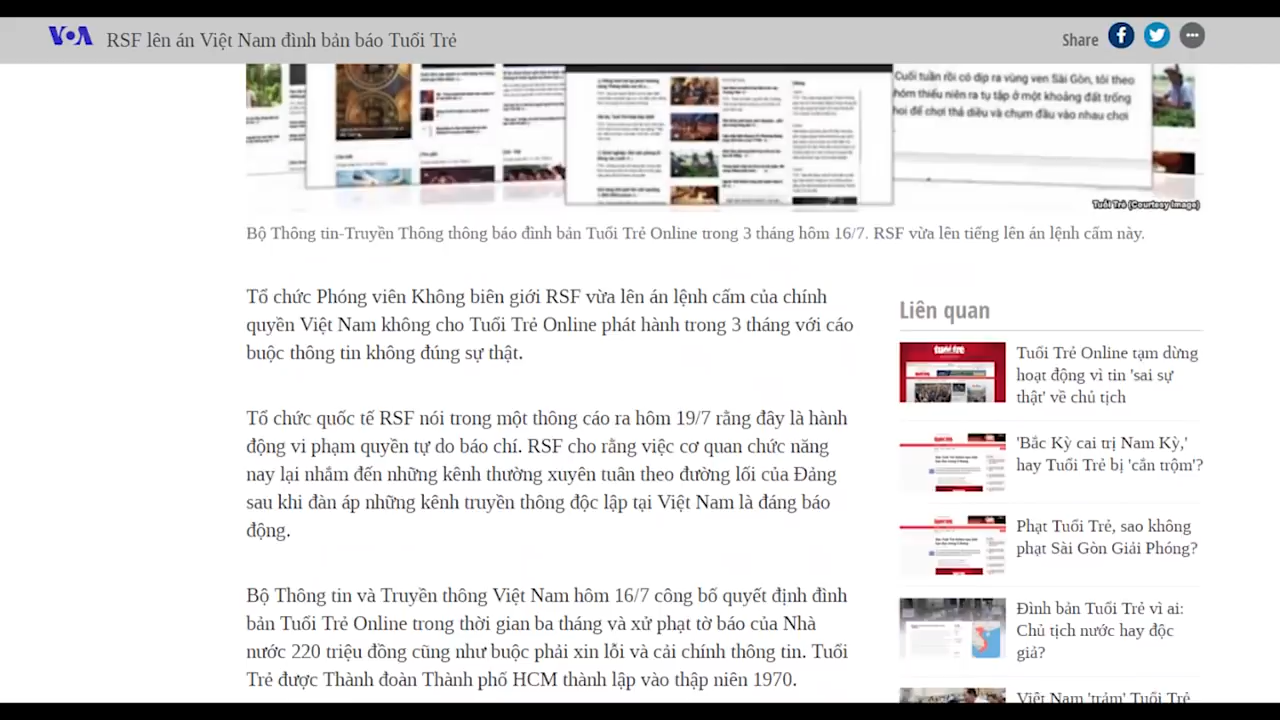 VOA RSF lên án Việt Nam đình bản báo Tuổi Trẻ
Share
Cuối tuần rồi có dịp ra vùng ven Sài Gòn, tôi theo
nhóm thiếu niên ra tụ tập ở một khoảng đất trống
hoi để chơi thả diều và chụm đầu vào nhau chơi
Tuổi Trẻ (Courtesy Image)
Bộ Thông tin-Truyền Thông thông báo đình bản Tuổi Trẻ Online trong 3 tháng hôm 16/7. RSF vừa lên tiếng lên án lệnh cấm này.
Tổ chức Phóng viên Không biên giới RSF vừa lên án lệnh cấm của chính
quyền Việt Nam không cho Tuổi Trẻ Online phát hành trong 3 tháng với cáo
buộc thông tin không đúng sự thật.
Tổ chức quốc tế RSF nói trong một thông cáo ra hôm 19/7 rằng đây là hành
động vi phạm quyền tự do báo chí. RSF cho rằng việc cơ quan chức năng
nay nhắm đến những kênh thường xuyên tuân theo đường lối của Đảng
sau khi đàn áp những kênh truyền thông độc lập tại Việt Nam là đáng báo
động.
Bộ Thông tin và Truyền thông Việt Nam hôm 16/7 công bố quyết định đình
bản Tuổi Trẻ Online trong thời gian ba tháng và xử phạt tờ báo của Nhà
nước 220 triệu đồng cũng như buộc phải xin lỗi và cải chính thông tin. Tuổi
Trẻ được Thành đoàn Thành phố HCM thành lập vào thập niên 1970.
Liên quan
Tuổi Trẻ Online tạm dừng
hoạt động vì tin 'sai sự
thật' về chủ tịch
'Bắc Kỳ cai trị Nam Kỳ,'
hay Tuổi Trẻ bị 'cắn trộm'?
Phạt Tuổi Trẻ, sao không
phạt Sài Gòn Giải Phóng?
Đình bản Tuổi Trẻ vì ai:
Chủ tịch nước hay độc
giả?
Việt Nam 'trảm' Tuổi Trẻ